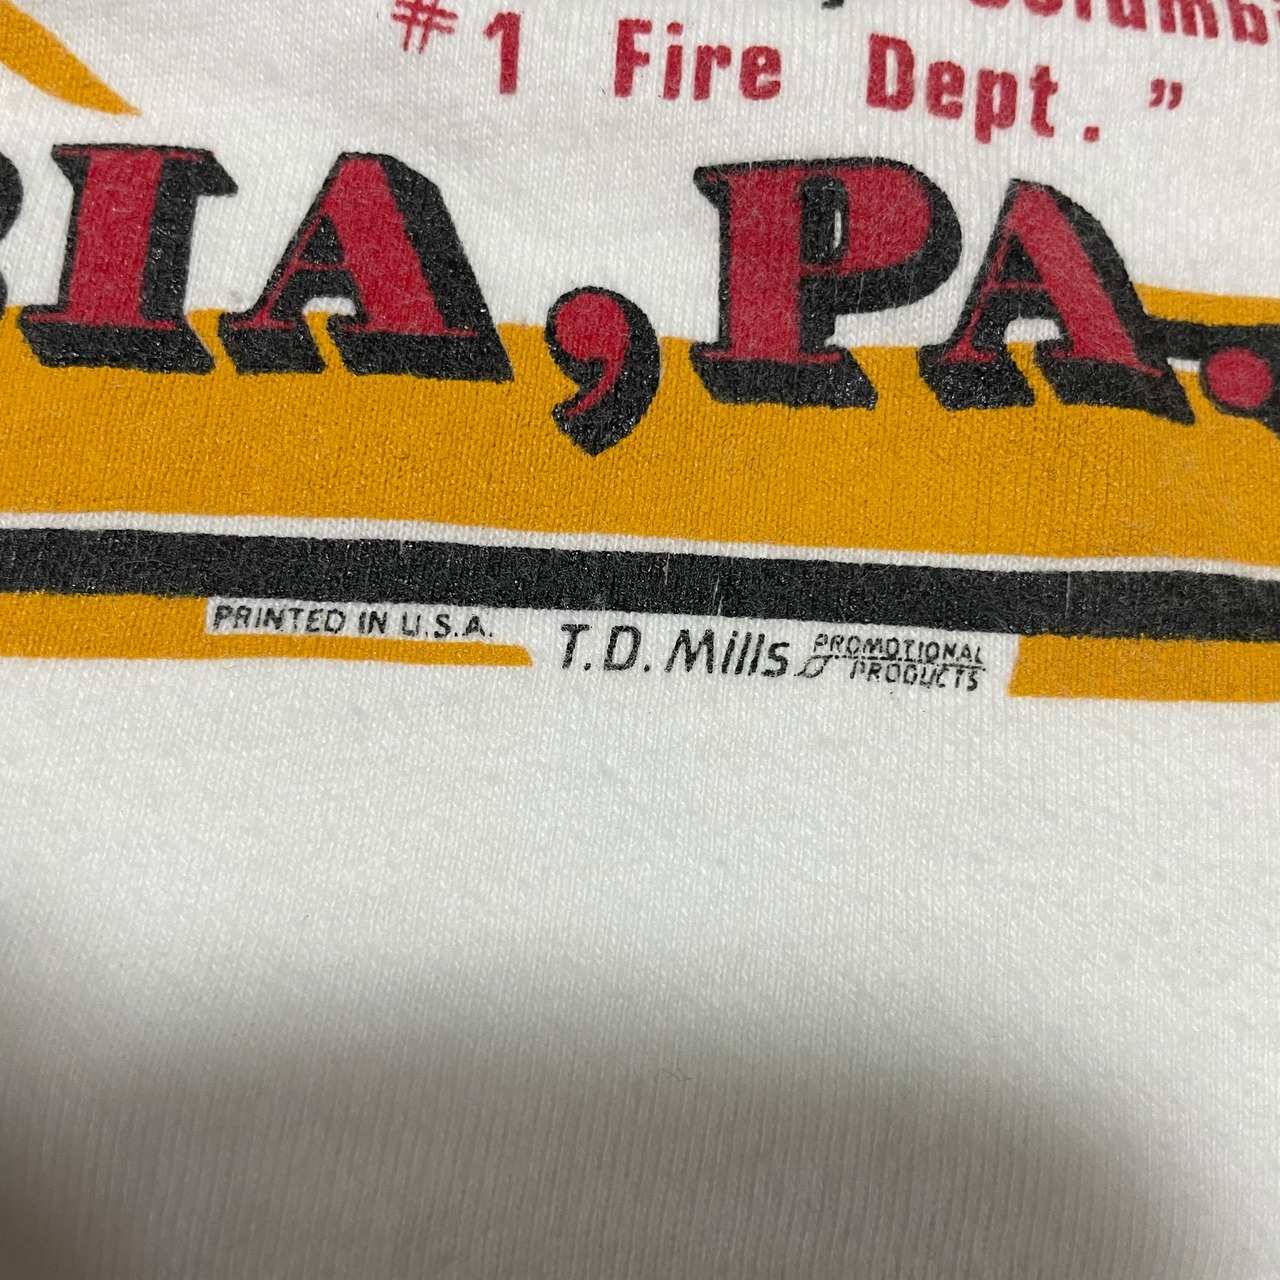 #1 Fire Dept."
BIA, PA.
PRINTED IN U.S.A.
T.D. Mills PROMOTIONAL
PRODUCTS